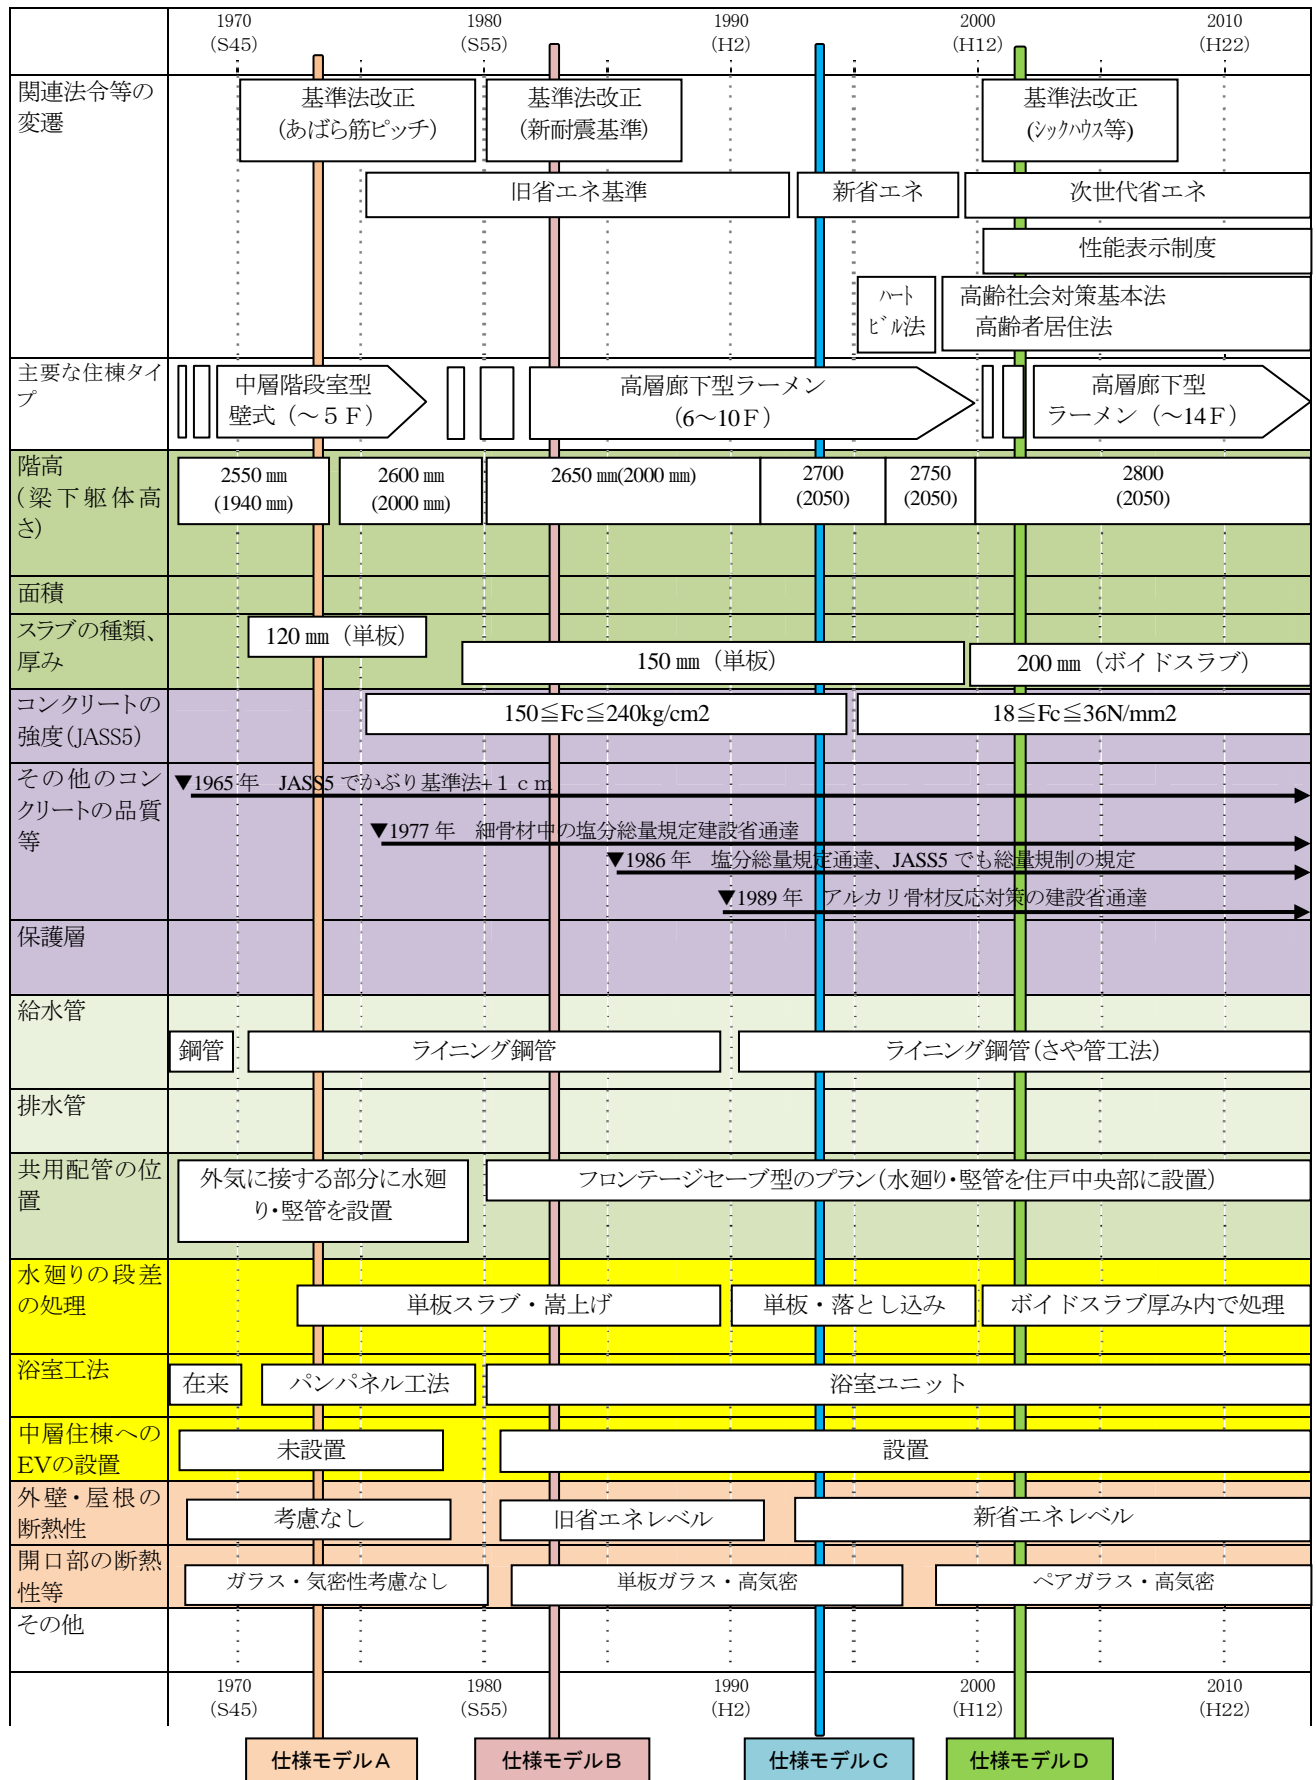 1970
1980
1990
2000
2010
(S45)
(S55)
(H2)
(H12)
(H22)
関連法令等の
変遷
基準法改正
(あばら筋ピッチ)
基準法改正
(新耐震基準)
基準法改正
(シックハウス等)
旧省エネ基準
新省エネ
次世代省エネ
性能表示制度
ハート
ビル法
高齢社会対策基本法
高齢者居住法
主要な住棟タイ
プ
中層階段室型
壁式（～５Ｆ）
高層廊下型ラーメン
(6～10F)
高層廊下型
ラーメン（～14F）
階高
(梁下躯体高
さ)
2550 ㎜
(1940 ㎜)
2600 ㎜
(2000 ㎜)
2650 ㎜(2000 ㎜)
2700
(2050)
2750
(2050)
2800
(2050)
面積
スラブの種類、
厚み
120 ㎜（単板）
150 ㎜（単板）
200 ㎜（ボイドスラブ）
コンクリートの
強度(JASS5)
150≦Fc≦240kg/cm2
18≦Fc≦36N/mm2
その他のコン
クリートの品質
等
▼1965 年　JASS5 でかぶり基準法+１ｃｍ
▼1977 年　細骨材中の塩分総量規定建設省通達
▼1986 年　塩分総量規定通達、JASS5 でも総量規制の規定
▼1989 年　アルカリ骨材反応対策の建設省通達
保護層
給水管
鋼管
ライニング鋼管
ライニング鋼管(さや管工法)
排水管
共用配管の位
置
外気に接する部分に水廻
り・竪管を設置
フロンテージセーブ型のプラン(水廻り・竪管を住戸中央部に設置)
水廻りの段差
の処理
単板スラブ・嵩上げ
単板・落とし込み
ボイドスラブ厚み内で処理
浴室工法
在来
パンパネル工法
浴室ユニット
中層住棟への
EVの設置
未設置
設置
外壁・屋根の
断熱性
考慮なし
旧省エネレベル
新省エネレベル
開口部の断熱
性等
ガラス・気密性考慮なし
単板ガラス・高気密
ペアガラス・高気密
その他
1970
1980
1990
2000
2010
(S45)
(S55)
(H2)
(H12)
(H22)
仕様モデルＡ
仕様モデルＢ
仕様モデルＣ
仕様モデルＤ